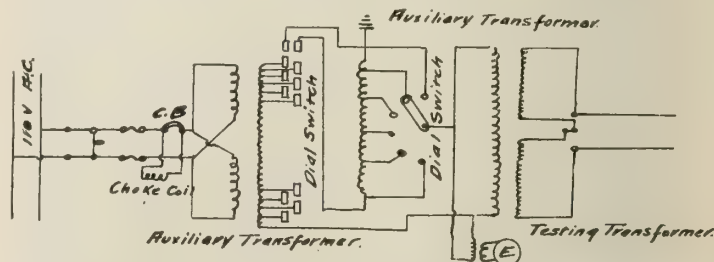 Auxiliary Transformer.
110 V A.C.
C.B
Choke Coil
Dial Switch
Dial Switch
Auxiliary Transformer.
E
Testing Transformer.